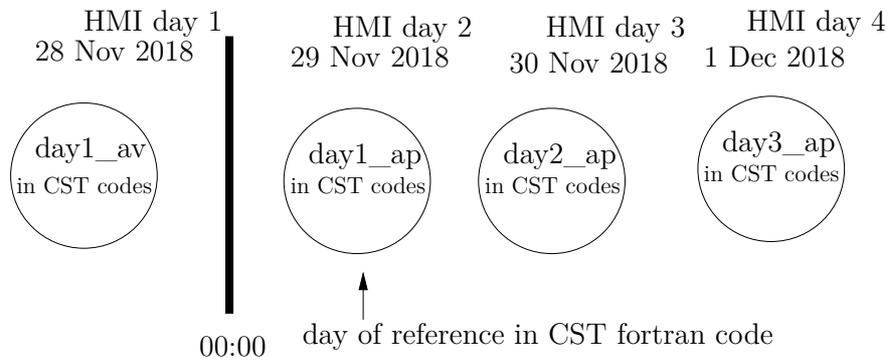 HMI day 1
28 Nov 2018
HMI day 2
29 Nov 2018
HMI day 3
30 Nov 2018
HMI day 4
1 Dec 2018
day1_av
in CST codes
day1_ap
in CST codes
day2_ap
in CST codes
day3_ap
in CST codes
00:00
day of reference in CST fortran code